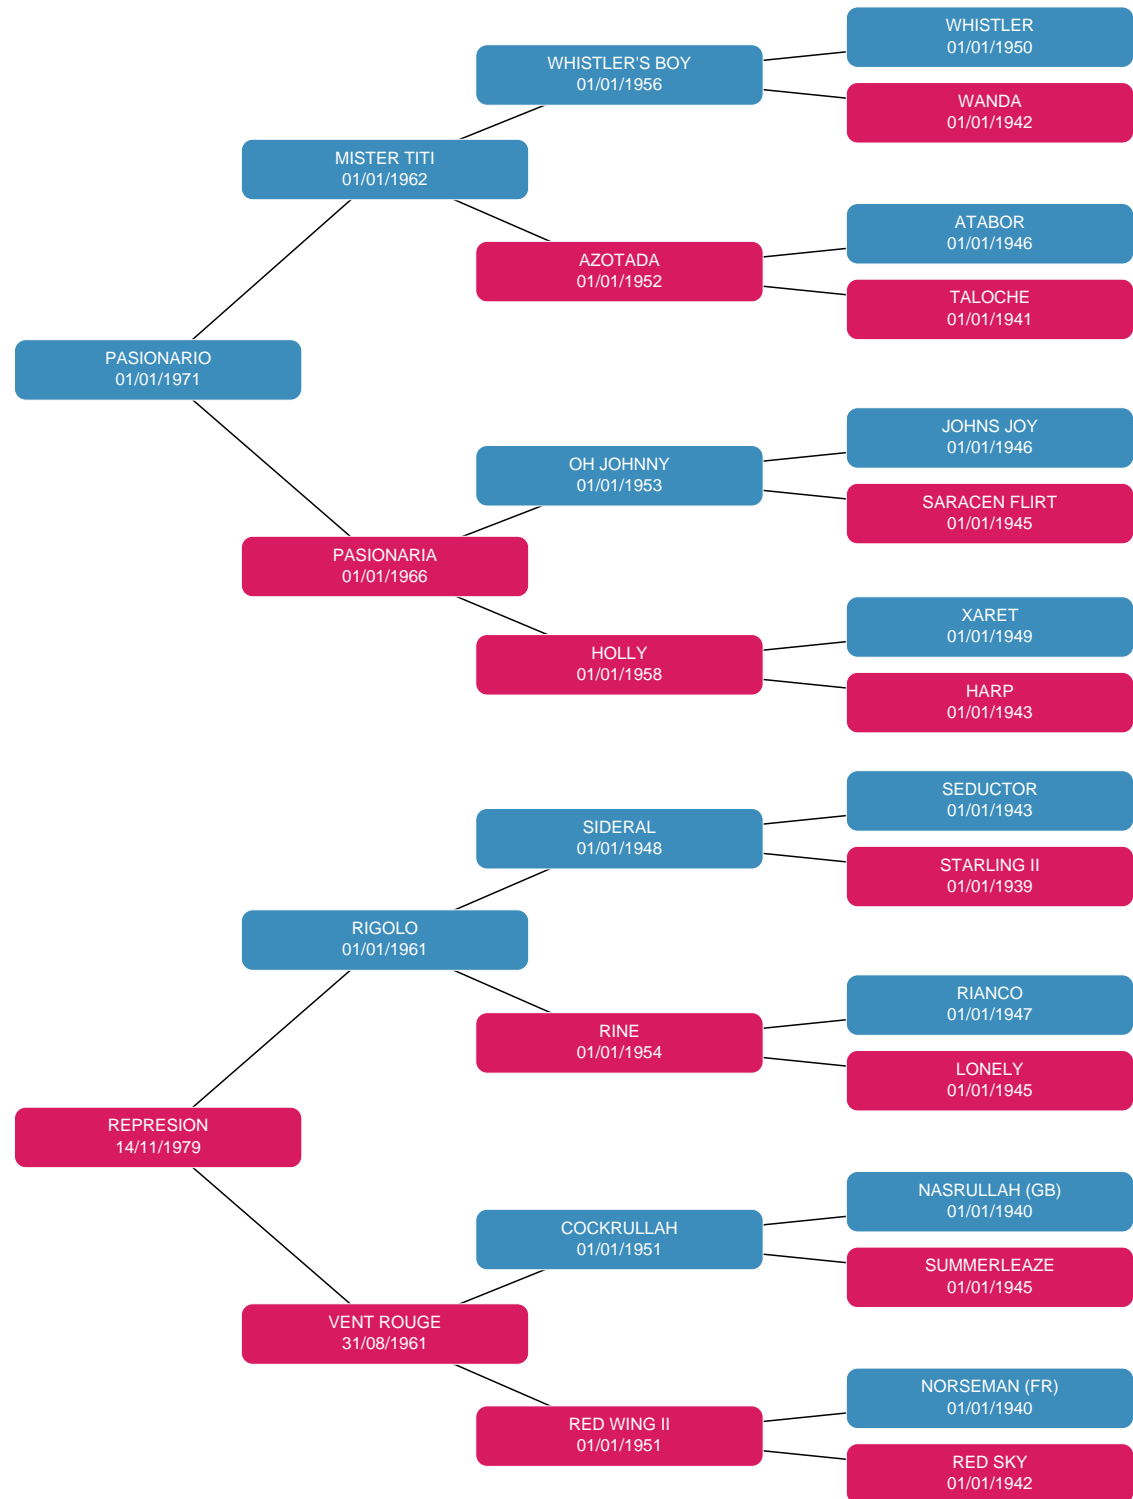 WHISTLER
01/01/1950
WHISTLER'S BOY
01/01/1956
WANDA
01/01/1942
MISTER TITI
01/01/1962
ATABOR
01/01/1946
AZOTADA
01/01/1952
TALOCHE
01/01/1941
PASIONARIO
01/01/1971
JOHNS JOY
01/01/1946
OH JOHNNY
01/01/1953
SARACEN FLIRT
01/01/1945
PASIONARIA
01/01/1966
XARET
01/01/1949
HOLLY
01/01/1958
HARP
01/01/1943
SEDUCTOR
01/01/1943
SIDERAL
01/01/1948
STARLING II
01/01/1939
RIGOLO
01/01/1961
RIANCO
01/01/1947
RINE
01/01/1954
LONELY
01/01/1945
REPRESION
14/11/1979
NASRULLAH (GB)
01/01/1940
COCKRULLAH
01/01/1951
SUMMERLEAZE
01/01/1945
VENT ROUGE
31/08/1961
NORSEMAN (FR)
01/01/1940
RED WING II
01/01/1951
RED SKY
01/01/1942